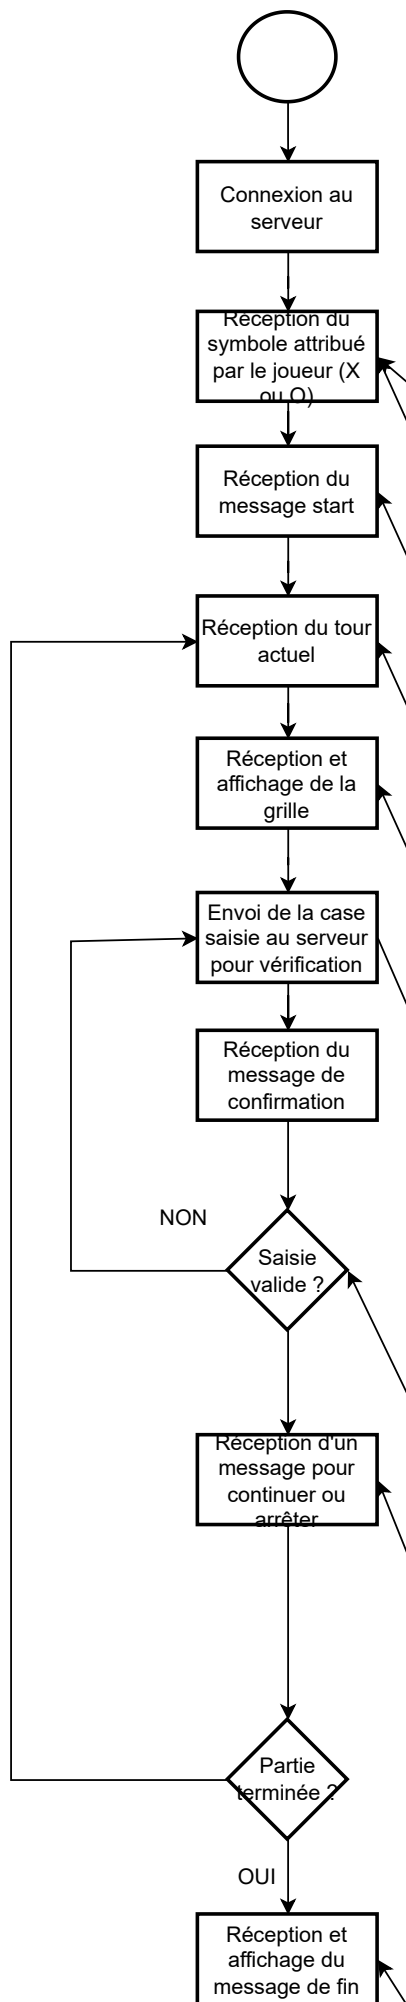 Connexion au
serveur
Réception du
symbole attribué
par le joueur (X
ou O)
Réception du
message start
Réception du tour
actuel
Réception et
affichage de la
grille
Envoi de la case
saisie au serveur
pour vérification
Réception du
message de
confirmation
NON
Saisie
valide ?
Réception d'un
message pour
continuer ou
arrêter
Partie
terminée ?
OUI
Réception et
affichage du
message de fin